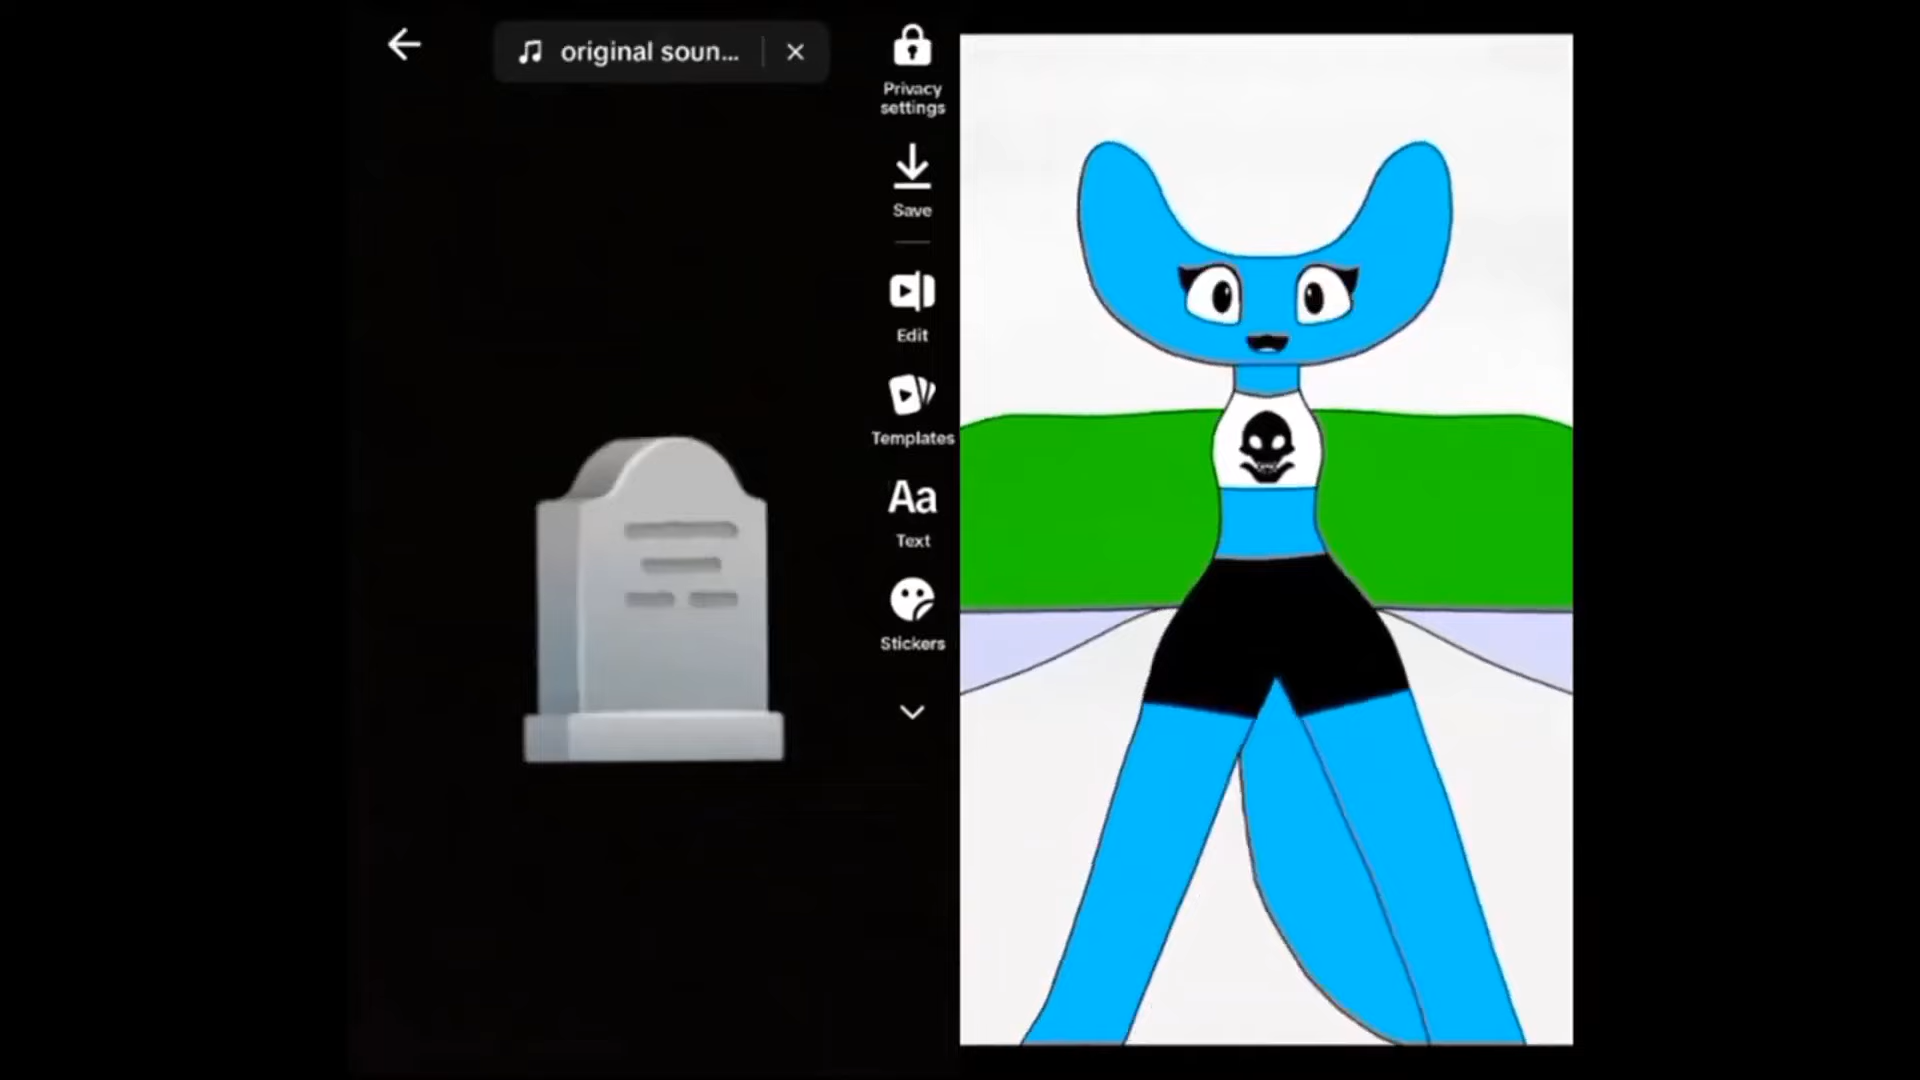 original soun...
Privacy
settings
Save
Edit
Templates
Aa
Text
Stickers